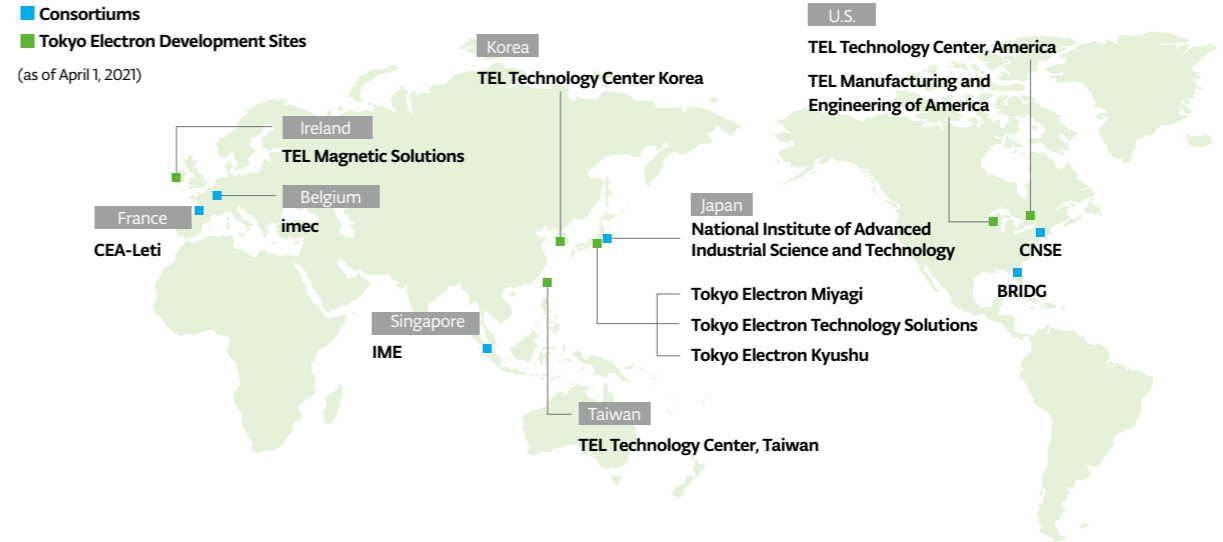 Consortiums
Tokyo Electron Development Sites
(as of April 1, 2021)
Ireland
TEL Magnetic Solutions
Belgium
imec
France
CEA-Leti
Korea
TEL Technology Center Korea
Singapore
IME
Taiwan
TEL Technology Center, Taiwan
Japan
National Institute of Advanced
Industrial Science and Technology
Tokyo Electron Miyagi
Tokyo Electron Technology Solutions
Tokyo Electron Kyushu
U.S.
TEL Technology Center, America
TEL Manufacturing and
Engineering of America
CNSE
BRIDG